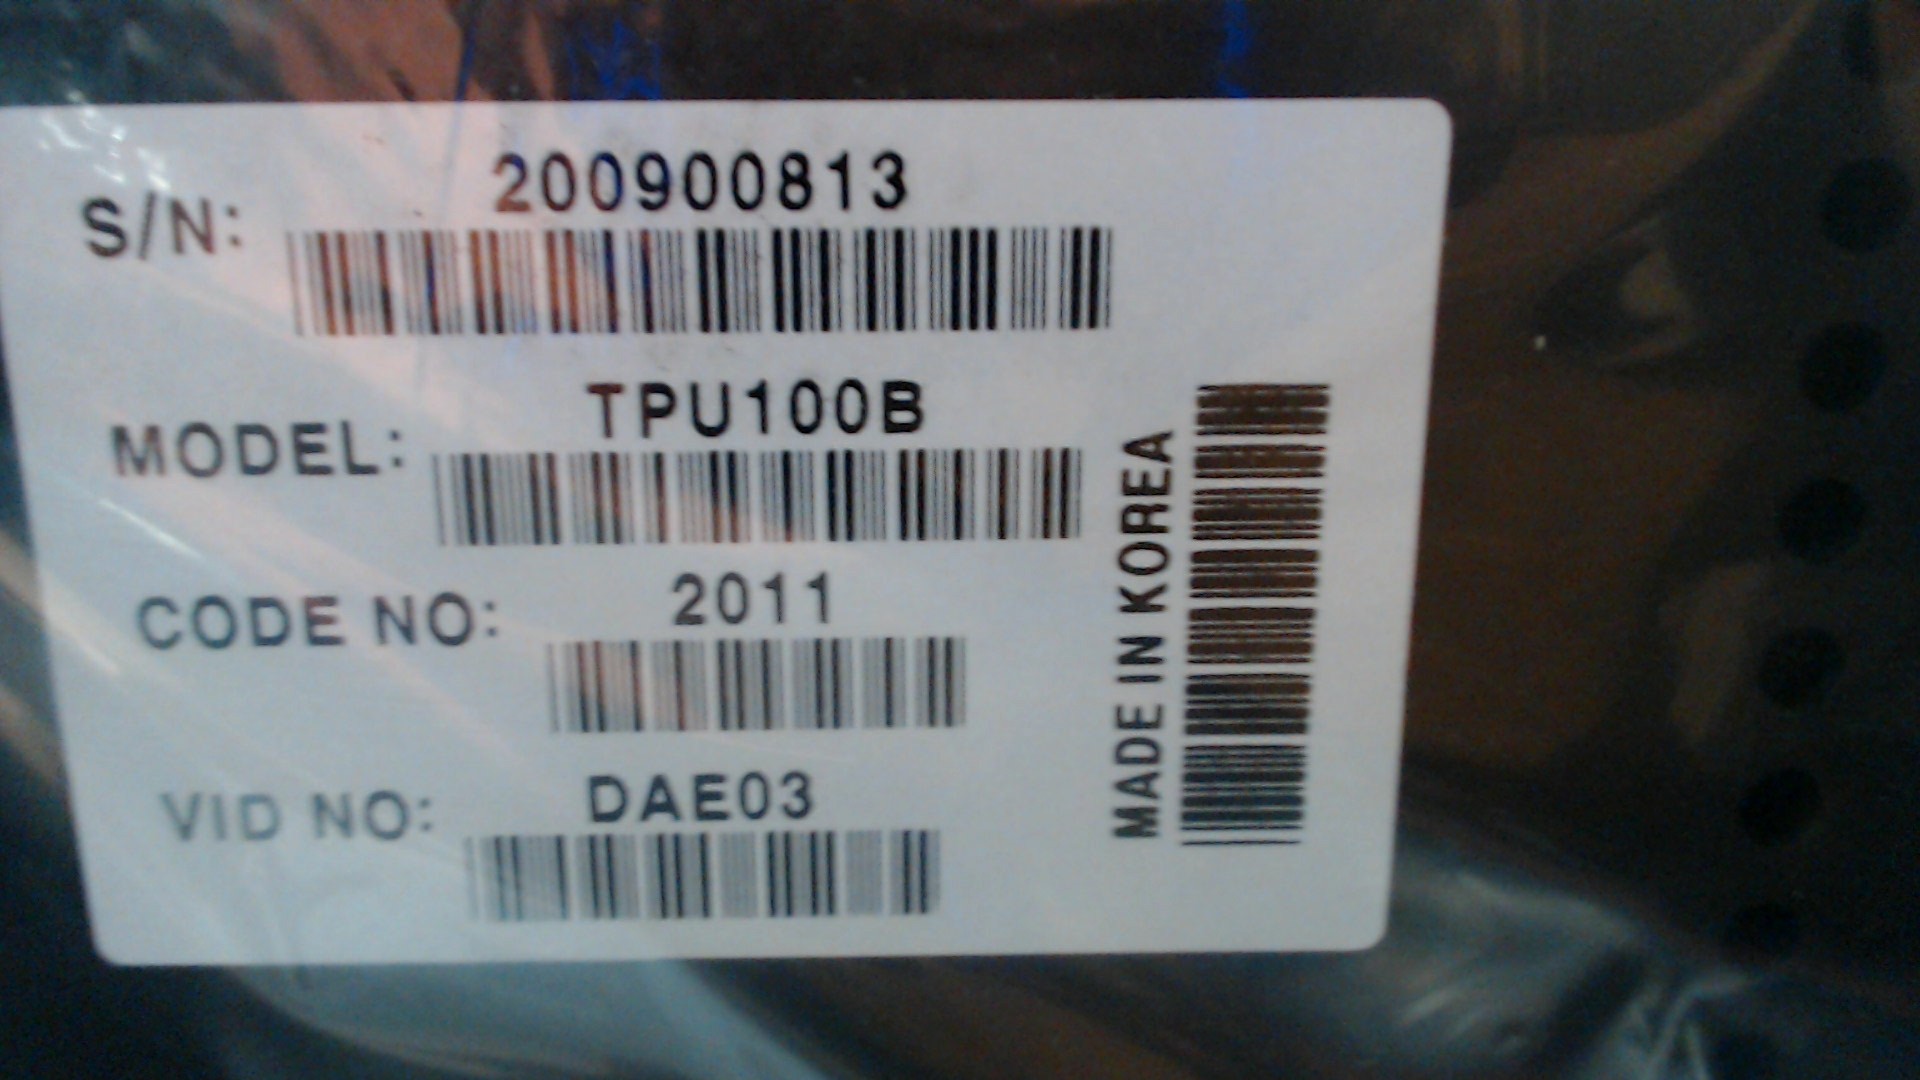 S/N: 200900813
MODEL: TPU100B
CODE NO: 2011
VID NO: DAE03
MADE IN KOREA